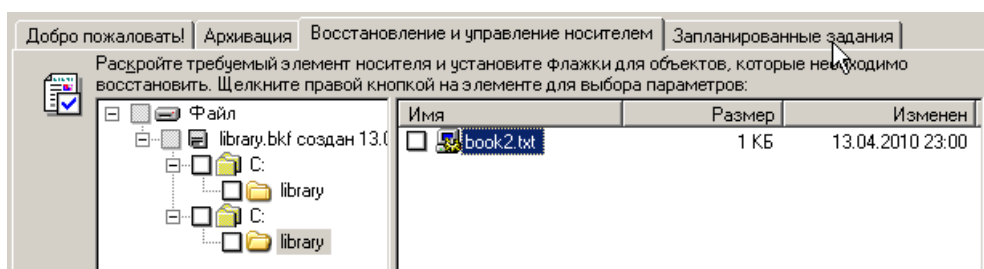 Добро пожаловать! Архивация Восстановление и управление носителем Запланированные задания
Раскройте требуемый элемент носителя и установите флажки для объектов, которые необходимо
восстановить. Щелкните правой кнопкой на элементе для выбора параметров:
Файл
library.bkf создан 13.0
C:
library
C:
library
Имя Размер Изменен
book2.txt 1 КБ 13.04.2010 23:00